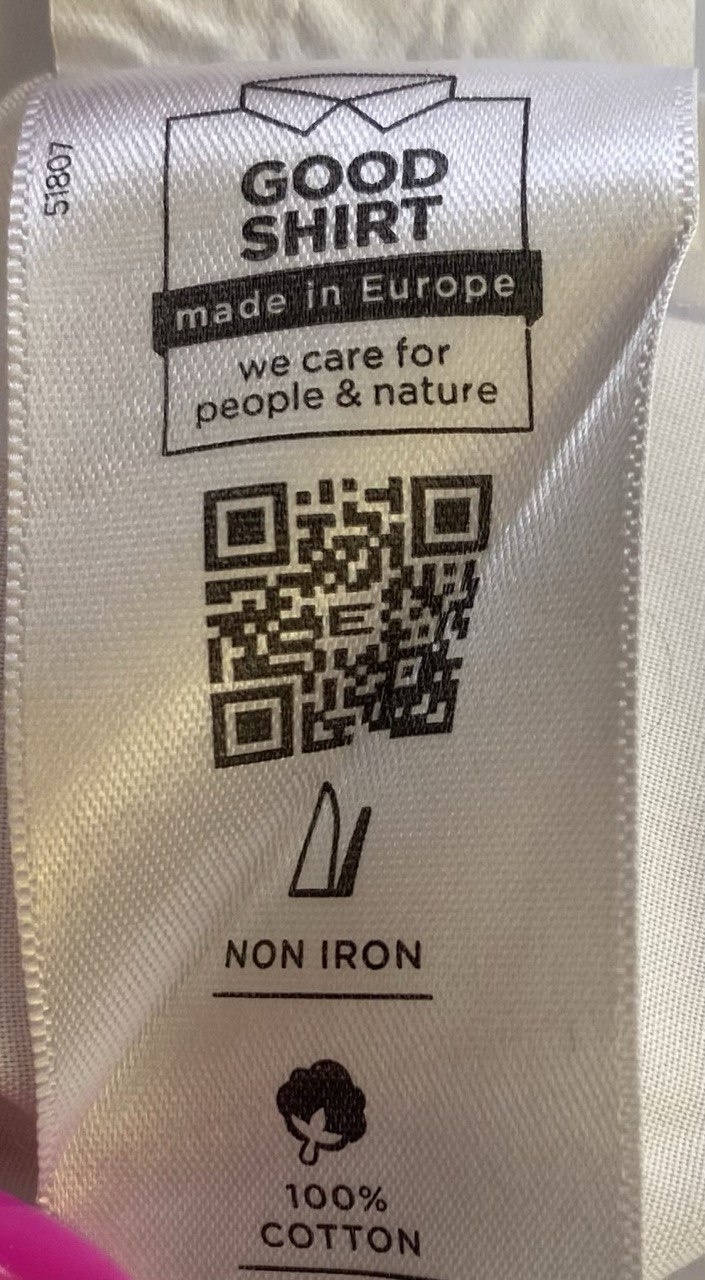 51807
GOOD
SHIRT
made in Europe
we care for
people & nature
E
NON IRON
100%
COTTON